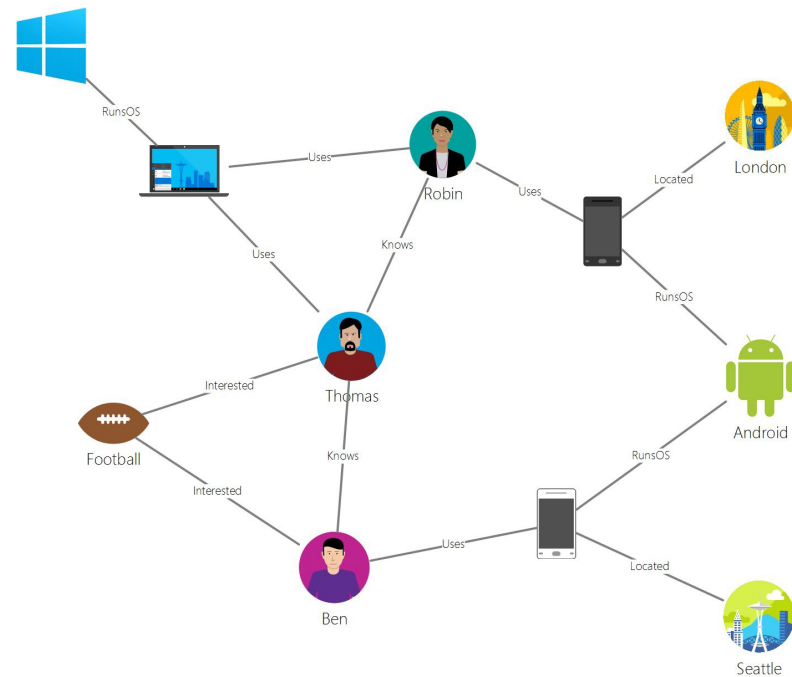 RunsOS
London
Uses
Robin
Located
Uses
Knows
Uses
RunsOS
Thomas
Interested
Android
Football
Knows
RunsOS
Interested
Uses
Located
Ben
Seattle